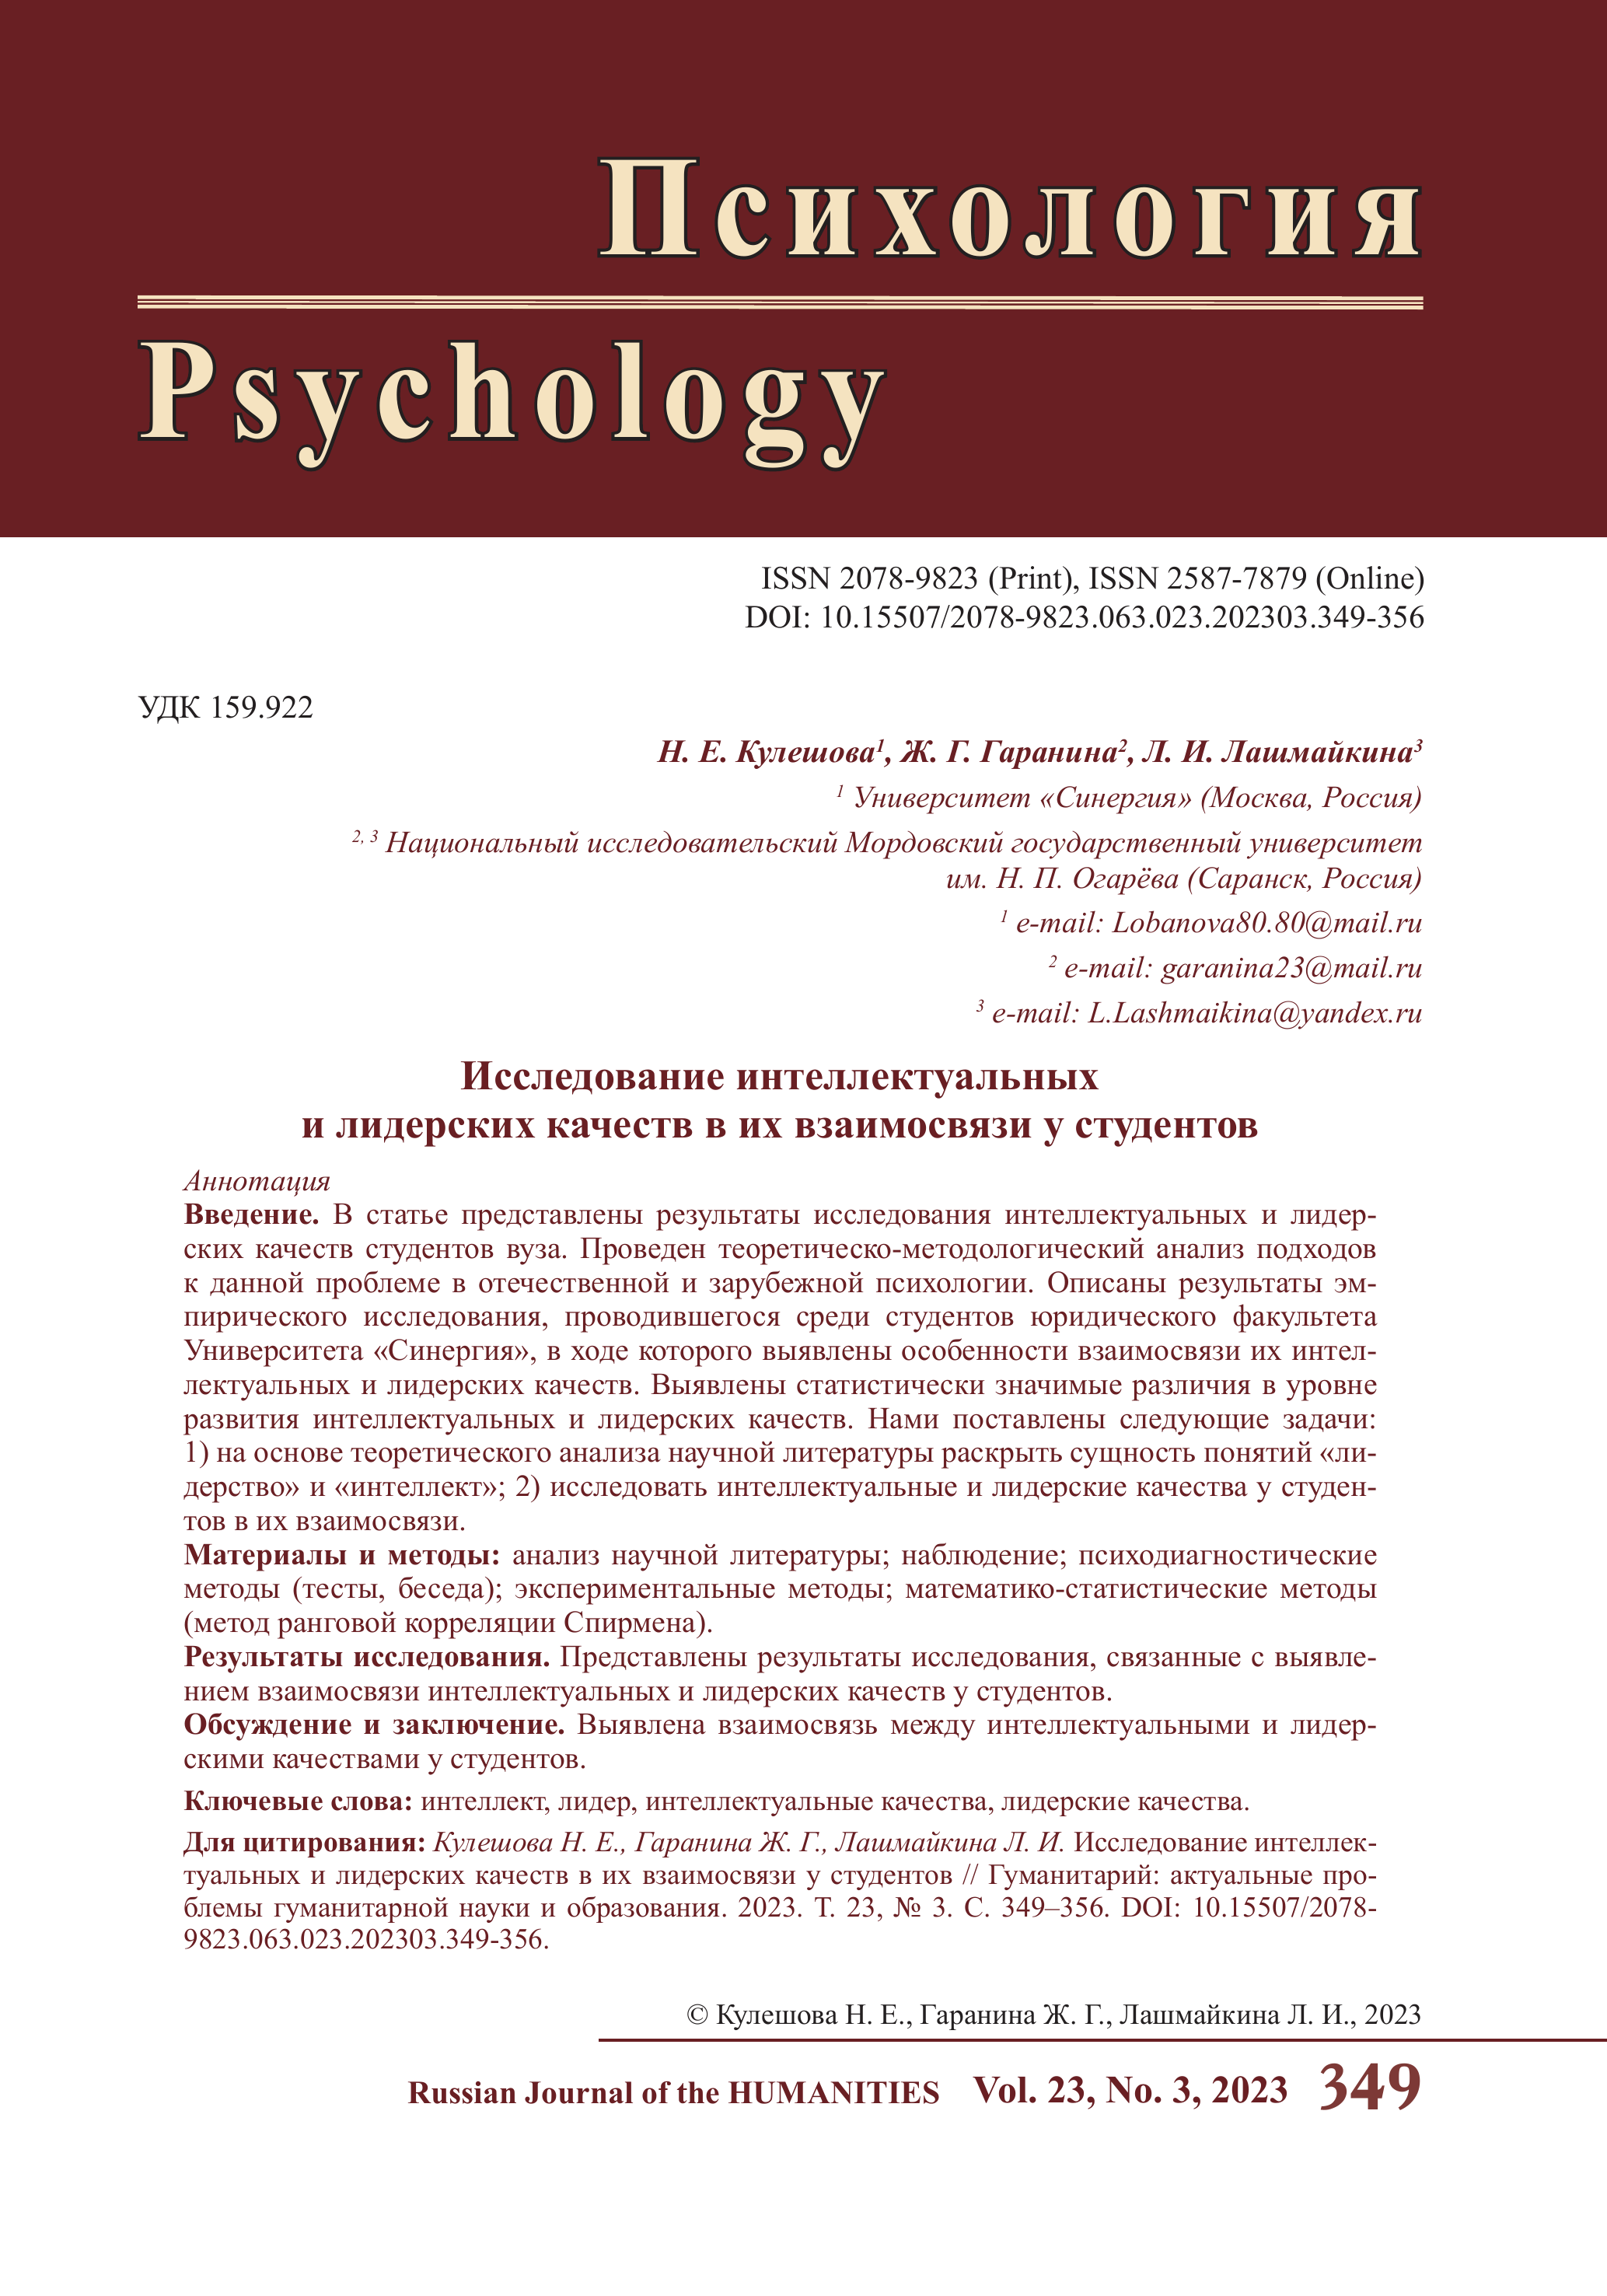 Психология
Psychology
ISSN 2078-9823 (Print), ISSN 2587-7879 (Online)
DOI: 10.15507/2078-9823.063.023.202303.349-356
УДК 159.922
Н. Е. Кулешова¹, Ж. Г. Гаранина², Л. И. Лашмайкина³
¹ Университет «Синергия» (Москва, Россия)
²,³ Национальный исследовательский Мордовский государственный университет
им. Н. П. Огарёва (Саранск, Россия)
¹ e-mail: Lobanova80.80@mail.ru
² e-mail: garanina23@mail.ru
³ e-mail: L.Lashmaikina@yandex.ru
Исследование интеллектуальных
и лидерских качеств в их взаимосвязи у студентов
Аннотация
Введение. В статье представлены результаты исследования интеллектуальных и лидер-
ских качеств студентов вуза. Проведен теоретическо-методологический анализ подходов
к данной проблеме в отечественной и зарубежной психологии. Описаны результаты эм-
пирического исследования, проводившегося среди студентов юридического факультета
Университета «Синергия», в ходе которого выявлены особенности взаимосвязи их интел-
лектуальных и лидерских качеств. Выявлены статистически значимые различия в уровне
развития интеллектуальных и лидерских качеств. Нами поставлены следующие задачи:
1) на основе теоретического анализа научной литературы раскрыть сущность понятий «ли-
дерство» и «интеллект»; 2) исследовать интеллектуальные и лидерские качества у студен-
тов в их взаимосвязи.
Материалы и методы: анализ научной литературы; наблюдение; психодиагностические
методы (тесты, беседа); экспериментальные методы; математико-статистические методы
(метод ранговой корреляции Спирмена).
Результаты исследования. Представлены результаты исследования, связанные с выявле-
нием взаимосвязи интеллектуальных и лидерских качеств у студентов.
Обсуждение и заключение. Выявлена взаимосвязь между интеллектуальными и лидер-
скими качествами у студентов.
Ключевые слова: интеллект, лидер, интеллектуальные качества, лидерские качества.
Для цитирования: Кулешова Н. Е., Гаранина Ж. Г., Лашмайкина Л. И. Исследование интеллек-
туальных и лидерских качеств в их взаимосвязи у студентов // Гуманитарий: актуальные про-
блемы гуманитарной науки и образования. 2023. Т. 23, № 3. С. 349–356. DOI: 10.15507/2078-
9823.063.023.202303.349-356.
© Кулешова Н. Е., Гаранина Ж. Г., Лашмайкина Л. И., 2023
Russian Journal of the HUMANITIES Vol. 23, No. 3, 2023 349